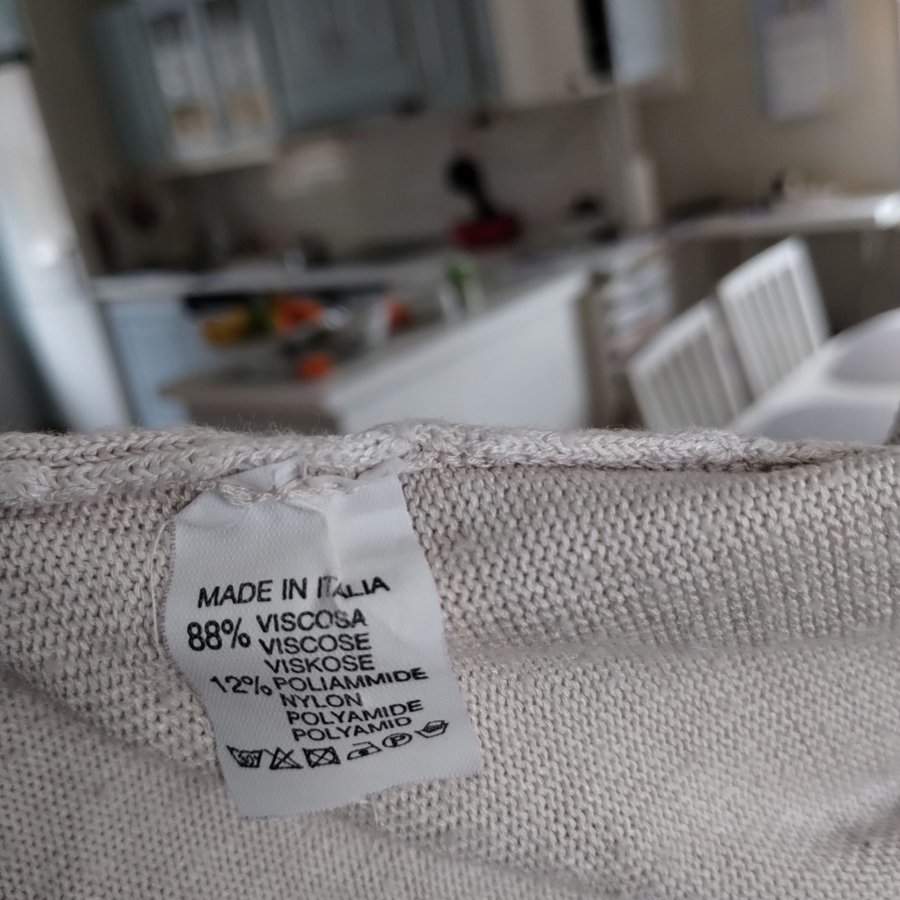 MADE IN ITALIA
88% VISCOSA
VISCOSE
VISKOSE
12% POLIAMMIDE
NYLON
POLYAMIDE
POLYAMID